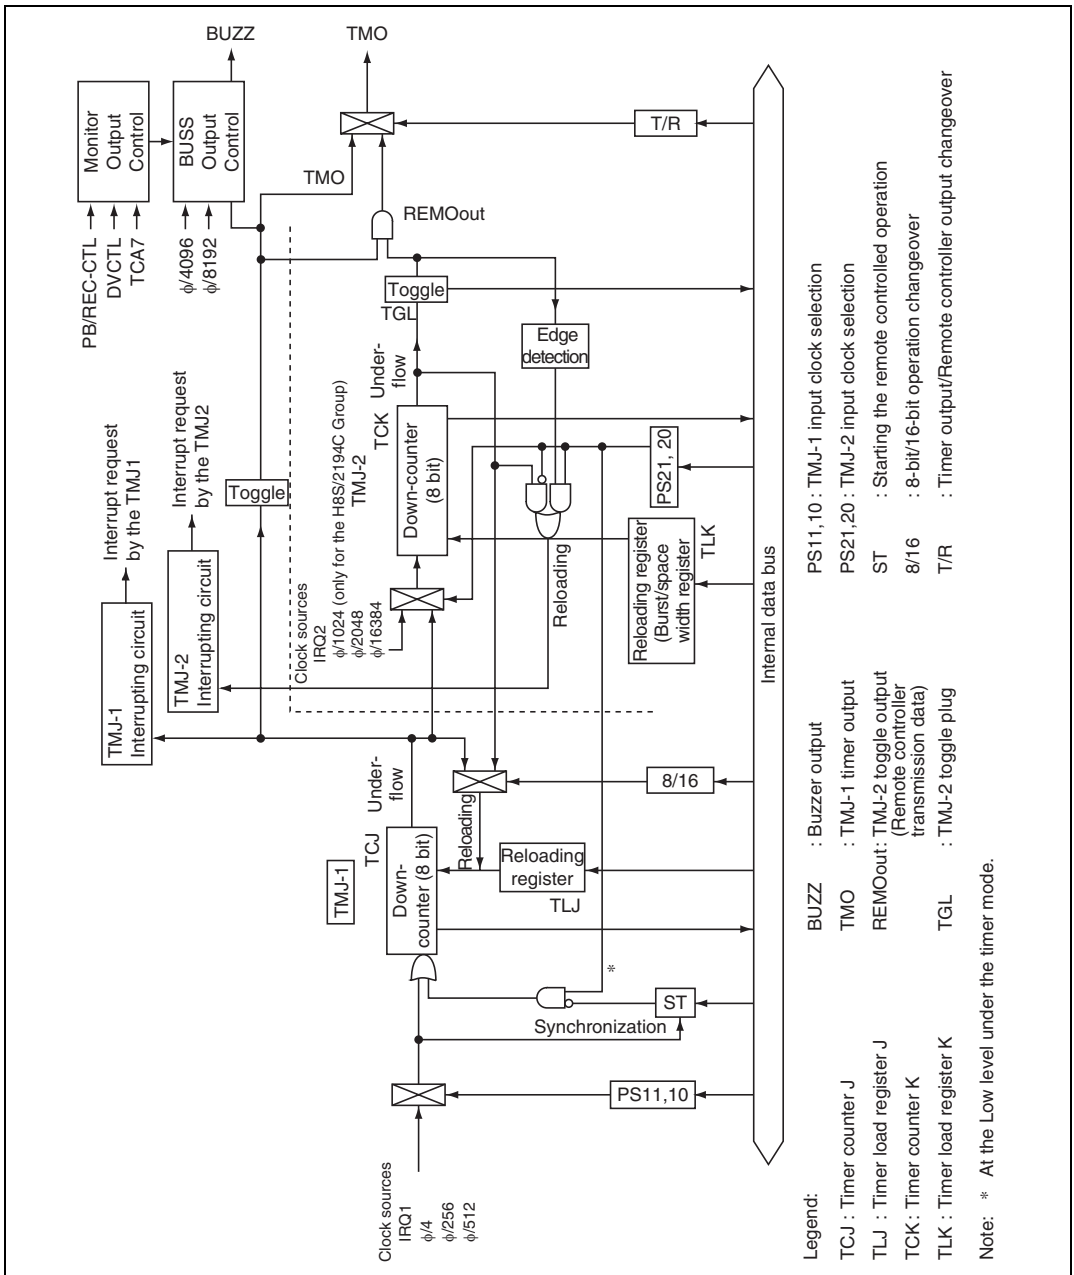 BUZZ
TMO
Monitor
Output
Control
BUSS
Output
Control
PB/REC-CTL
DVCTL
TCA7
ϕ/4096
ϕ/8192
T/R
TMO
REMOout
Toggle
TGL
Edge
detection
Interrupt request
by the TMJ1
Interrupt request
by the TMJ2
Toggle
Under-
flow
TCK
Down-counter
(8 bit)
TMJ-2
PS21, 20
Clock sources
IRQ2
ϕ/1024 (only for the H8S/2194C Group)
ϕ/2048
ϕ/16384
Reloading
Reloading register
(Burst/space
width register
TLK
TMJ-1
Interrupting circuit
TMJ-2
Interrupting circuit
Under-
flow
TCJ
TMJ-1
Down-
counter (8 bit)
Reloading
8/16
Reloading
register
TLJ
*
ST
Synchronization
PS11,10
Clock sources
IRQ1
ϕ/4
ϕ/256
ϕ/512
Internal data bus
Legend:
TCJ : Timer counter J
TLJ : Timer load register J
TCK : Timer counter K
TLK : Timer load register K
BUZZ : Buzzer output
TMO : TMJ-1 timer output
REMOout: TMJ-2 toggle output
(Remote controller
transmission data)
TGL : TMJ-2 toggle plug
PS11,10 : TMJ-1 input clock selection
PS21,20 : TMJ-2 input clock selection
ST : Starting the remote controlled operation
8/16 : 8-bit/16-bit operation changeover
T/R : Timer output/Remote controller output changeover
Note: * At the Low level under the timer mode.